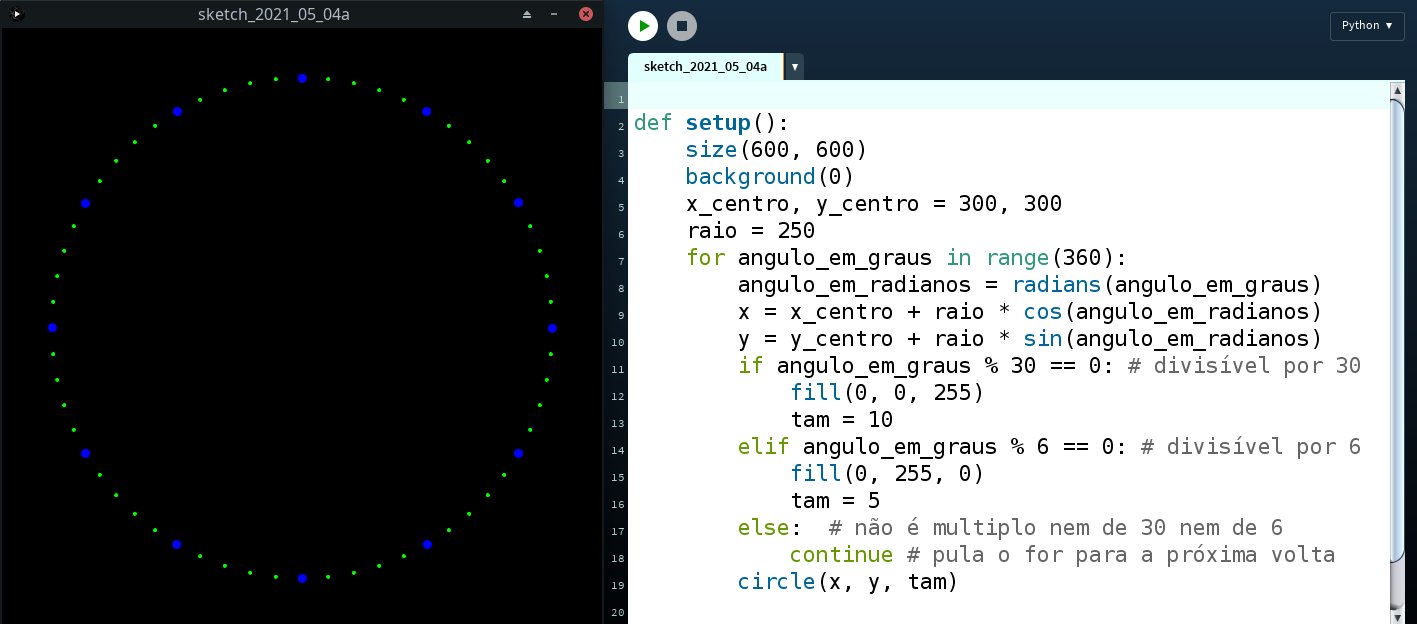 sketch_2021_05_04a
Python ▼
sketch_2021_05_04a ▼
1
2 def setup():
3     size(600, 600)
4     background(0)
5     x_centro, y_centro = 300, 300
6     raio = 250
7     for angulo_em_graus in range(360):
8         angulo_em_radianos = radians(angulo_em_graus)
9         x = x_centro + raio * cos(angulo_em_radianos)
10         y = y_centro + raio * sin(angulo_em_radianos)
11         if angulo_em_graus % 30 == 0: # divisível por 30
12             fill(0, 0, 255)
13             tam = 10
14         elif angulo_em_graus % 6 == 0: # divisível por 6
15             fill(0, 255, 0)
16             tam = 5
17         else:  # não é multiplo nem de 30 nem de 6
18             continue # pula o for para a próxima volta
19         circle(x, y, tam)
20